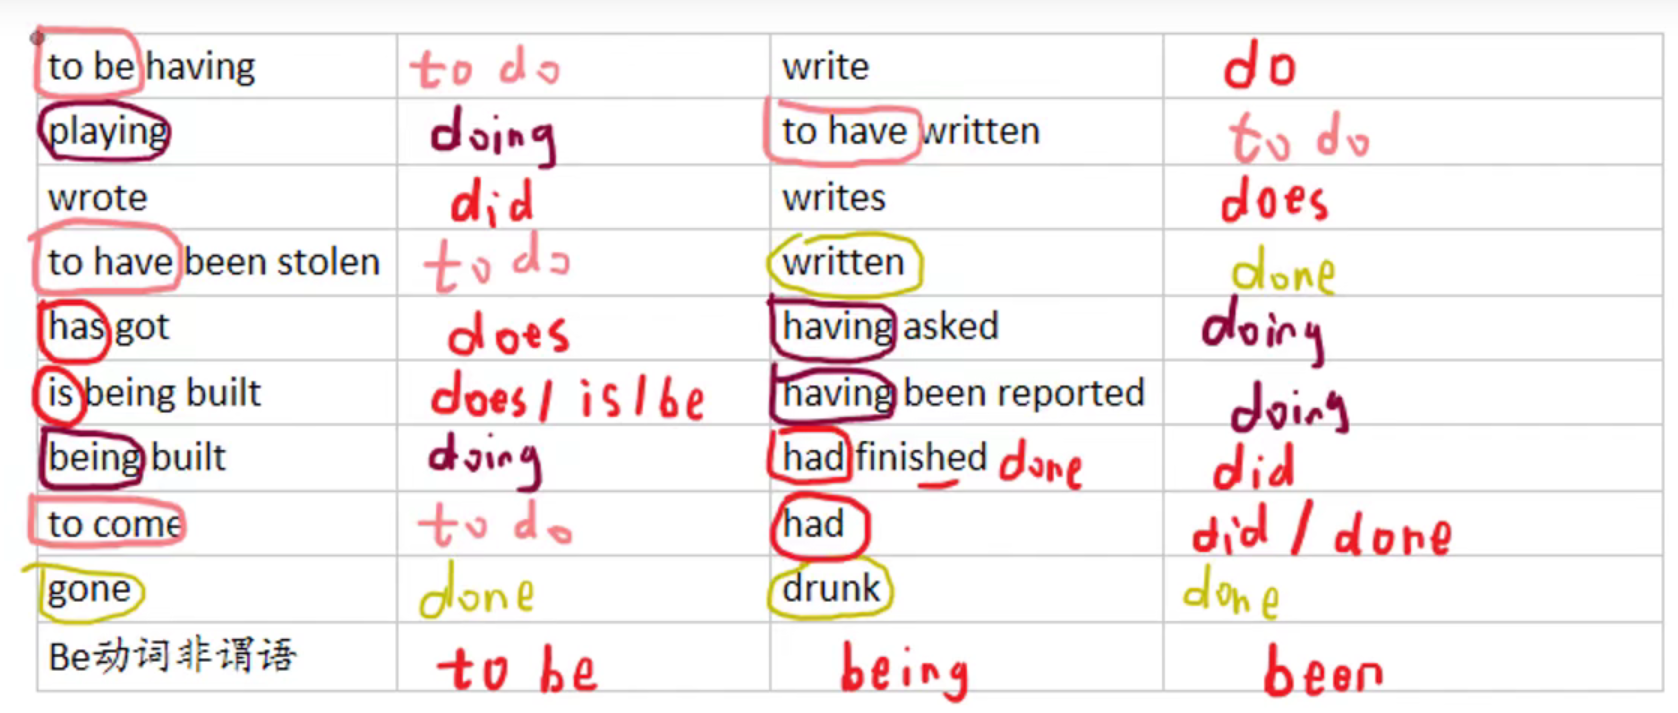 to be having to do write do
playing doing to have written to do
wrote did writes does
to have been stolen to do written done
has got does having asked doing
is being built does / is / be having been reported doing
being built doing had finished done did
to come to do had did / done
gone done drunk done
Be动词非谓语 to be being been